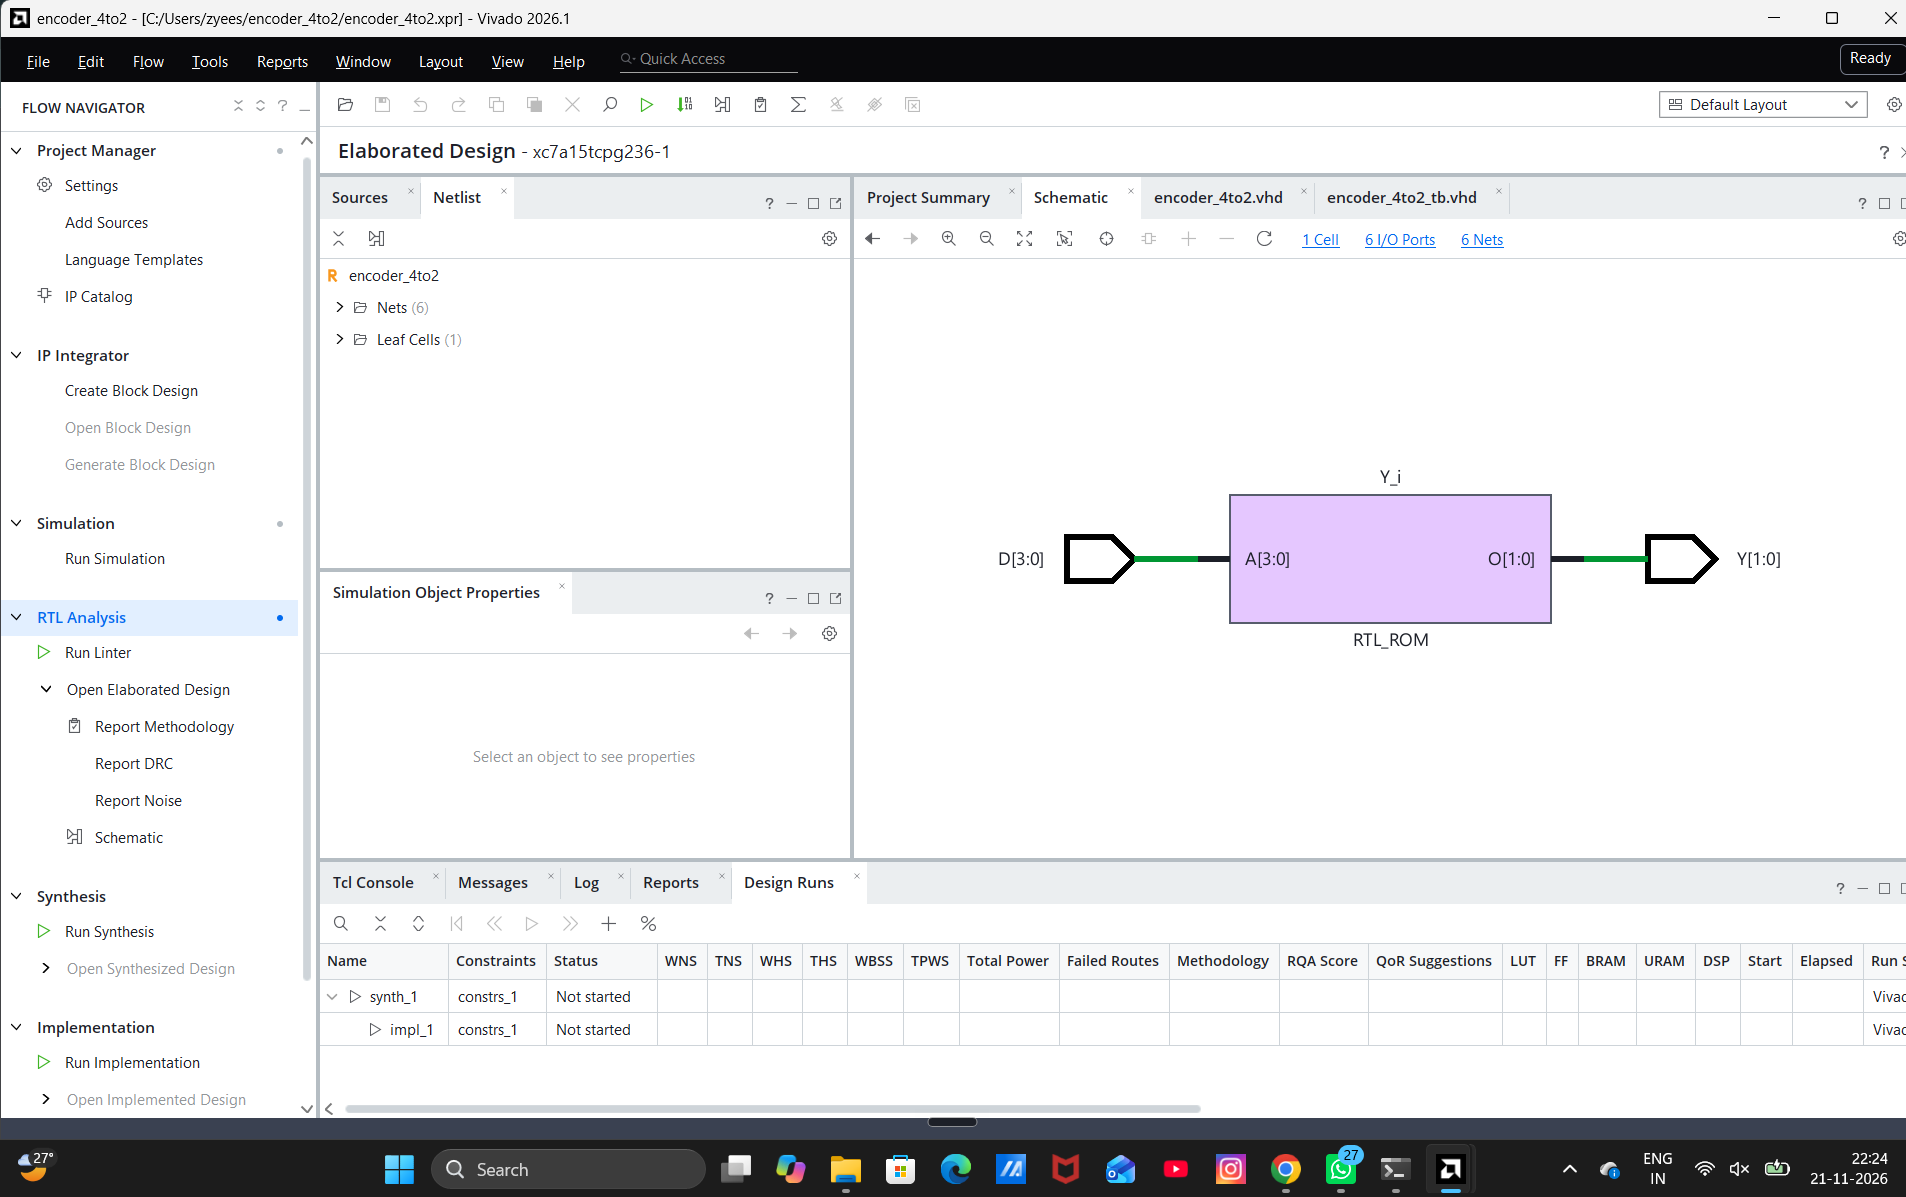 encoder_4to2 - [C:/Users/zyees/encoder_4to2/encoder_4to2.xpr] - Vivado 2026.1
File Edit Flow Tools Reports Window Layout View Help Quick Access Ready
FLOW NAVIGATOR
Default Layout
Project Manager
Settings
Add Sources
Language Templates
IP Catalog
IP Integrator
Create Block Design
Open Block Design
Generate Block Design
Simulation
Run Simulation
RTL Analysis
Run Linter
Open Elaborated Design
Report Methodology
Report DRC
Report Noise
Schematic
Synthesis
Run Synthesis
Open Synthesized Design
Implementation
Run Implementation
Open Implemented Design
Elaborated Design - xc7a15tcpg236-1
Sources Netlist
encoder_4to2
Nets (6)
Leaf Cells (1)
Simulation Object Properties
Select an object to see properties
Project Summary Schematic encoder_4to2.vhd encoder_4to2_tb.vhd
1 Cell 6 I/O Ports 6 Nets
Y_i
D[3:0] A[3:0] O[1:0] Y[1:0]
RTL_ROM
Tcl Console Messages Log Reports Design Runs
Name Constraints Status WNS TNS WHS THS WBSS TPWS Total Power Failed Routes Methodology RQA Score QoR Suggestions LUT FF BRAM URAM DSP Start Elapsed Run S
synth_1 constrs_1 Not started Vivad
impl_1 constrs_1 Not started Vivad
27°
Search
27
ENG
IN
22:24
21-11-2026